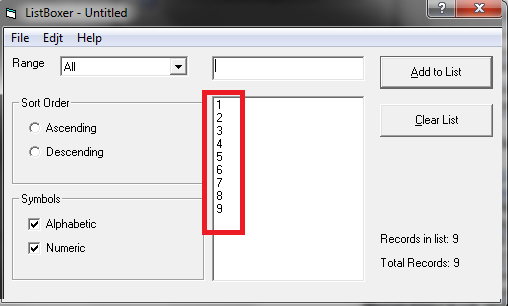 ListBoxer - Untitled
File Edjt Help
Range All Add to List
Sort Order
Ascending
Descending
Symbols
Alphabetic
Numeric
1
2
3
4
5
6
7
8
9
Clear List
Records in list: 9
Total Records: 9